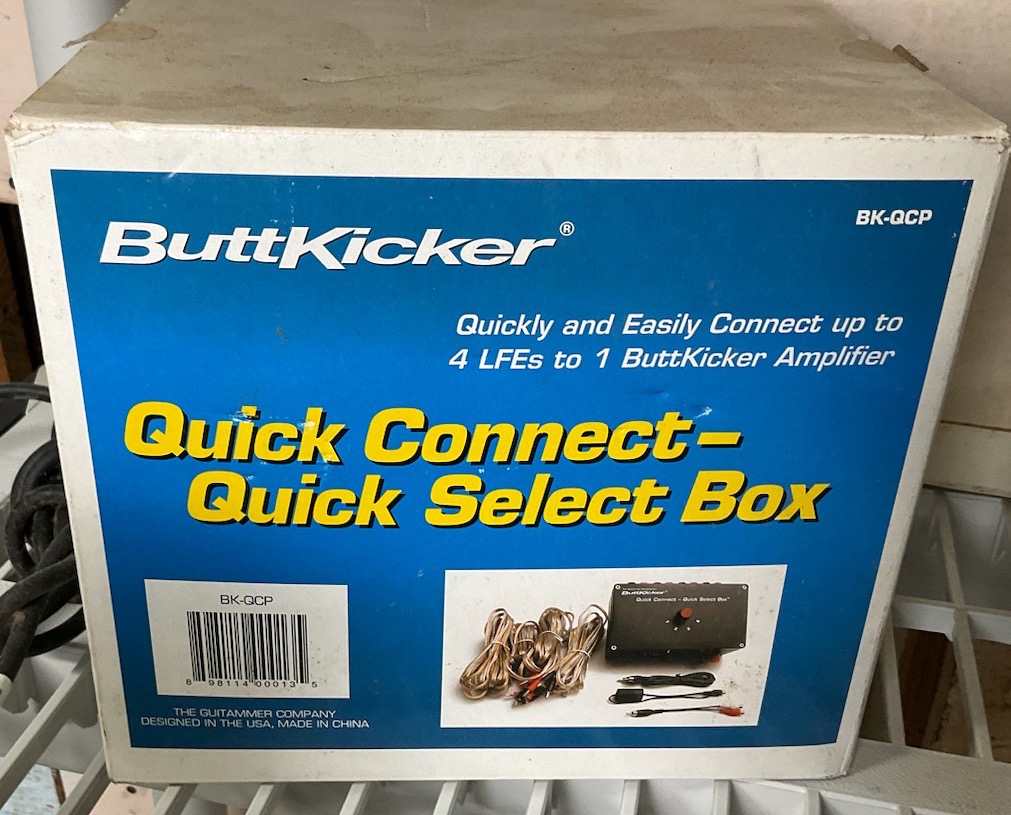 ButtKicker®
BK-QCP
Quickly and Easily Connect up to
4 LFEs to 1 ButtKicker Amplifier
Quick Connect–
Quick Select Box
BK-QCP
8 98114 00013 5
THE GUITAMMER COMPANY
DESIGNED IN THE USA, MADE IN CHINA
ButtKicker
Quick Connect – Quick Select Box™